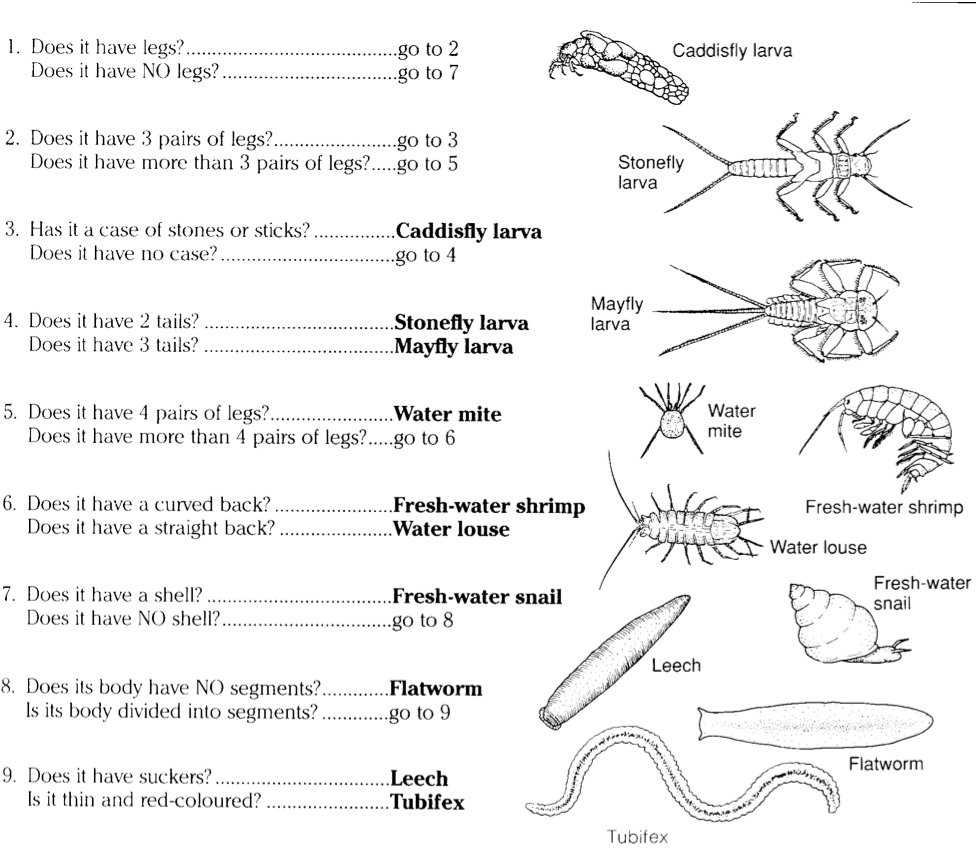 1. Does it have legs?.........................................go to 2
Does it have NO legs?..................................go to 7
2. Does it have 3 pairs of legs?........................go to 3
Does it have more than 3 pairs of legs?.....go to 5
3. Has it a case of stones or sticks?................Caddisfly larva
Does it have no case?..................................go to 4
4. Does it have 2 tails? .....................................Stonefly larva
Does it have 3 tails? .....................................Mayfly larva
5. Does it have 4 pairs of legs?........................Water mite
Does it have more than 4 pairs of legs?.....go to 6
6. Does it have a curved back? .......................Fresh-water shrimp
Does it have a straight back? ......................Water louse
7. Does it have a shell? ....................................Fresh-water snail
Does it have NO shell?.................................go to 8
8. Does its body have NO segments?.............Flatworm
Is its body divided into segments? .............go to 9
9. Does it have suckers? ..................................Leech
Is it thin and red-coloured? ........................Tubifex
Caddisfly larva
Stonefly
larva
Mayfly
larva
Water
mite
Fresh-water shrimp
Water louse
Fresh-water
snail
Leech
Flatworm
Tubifex